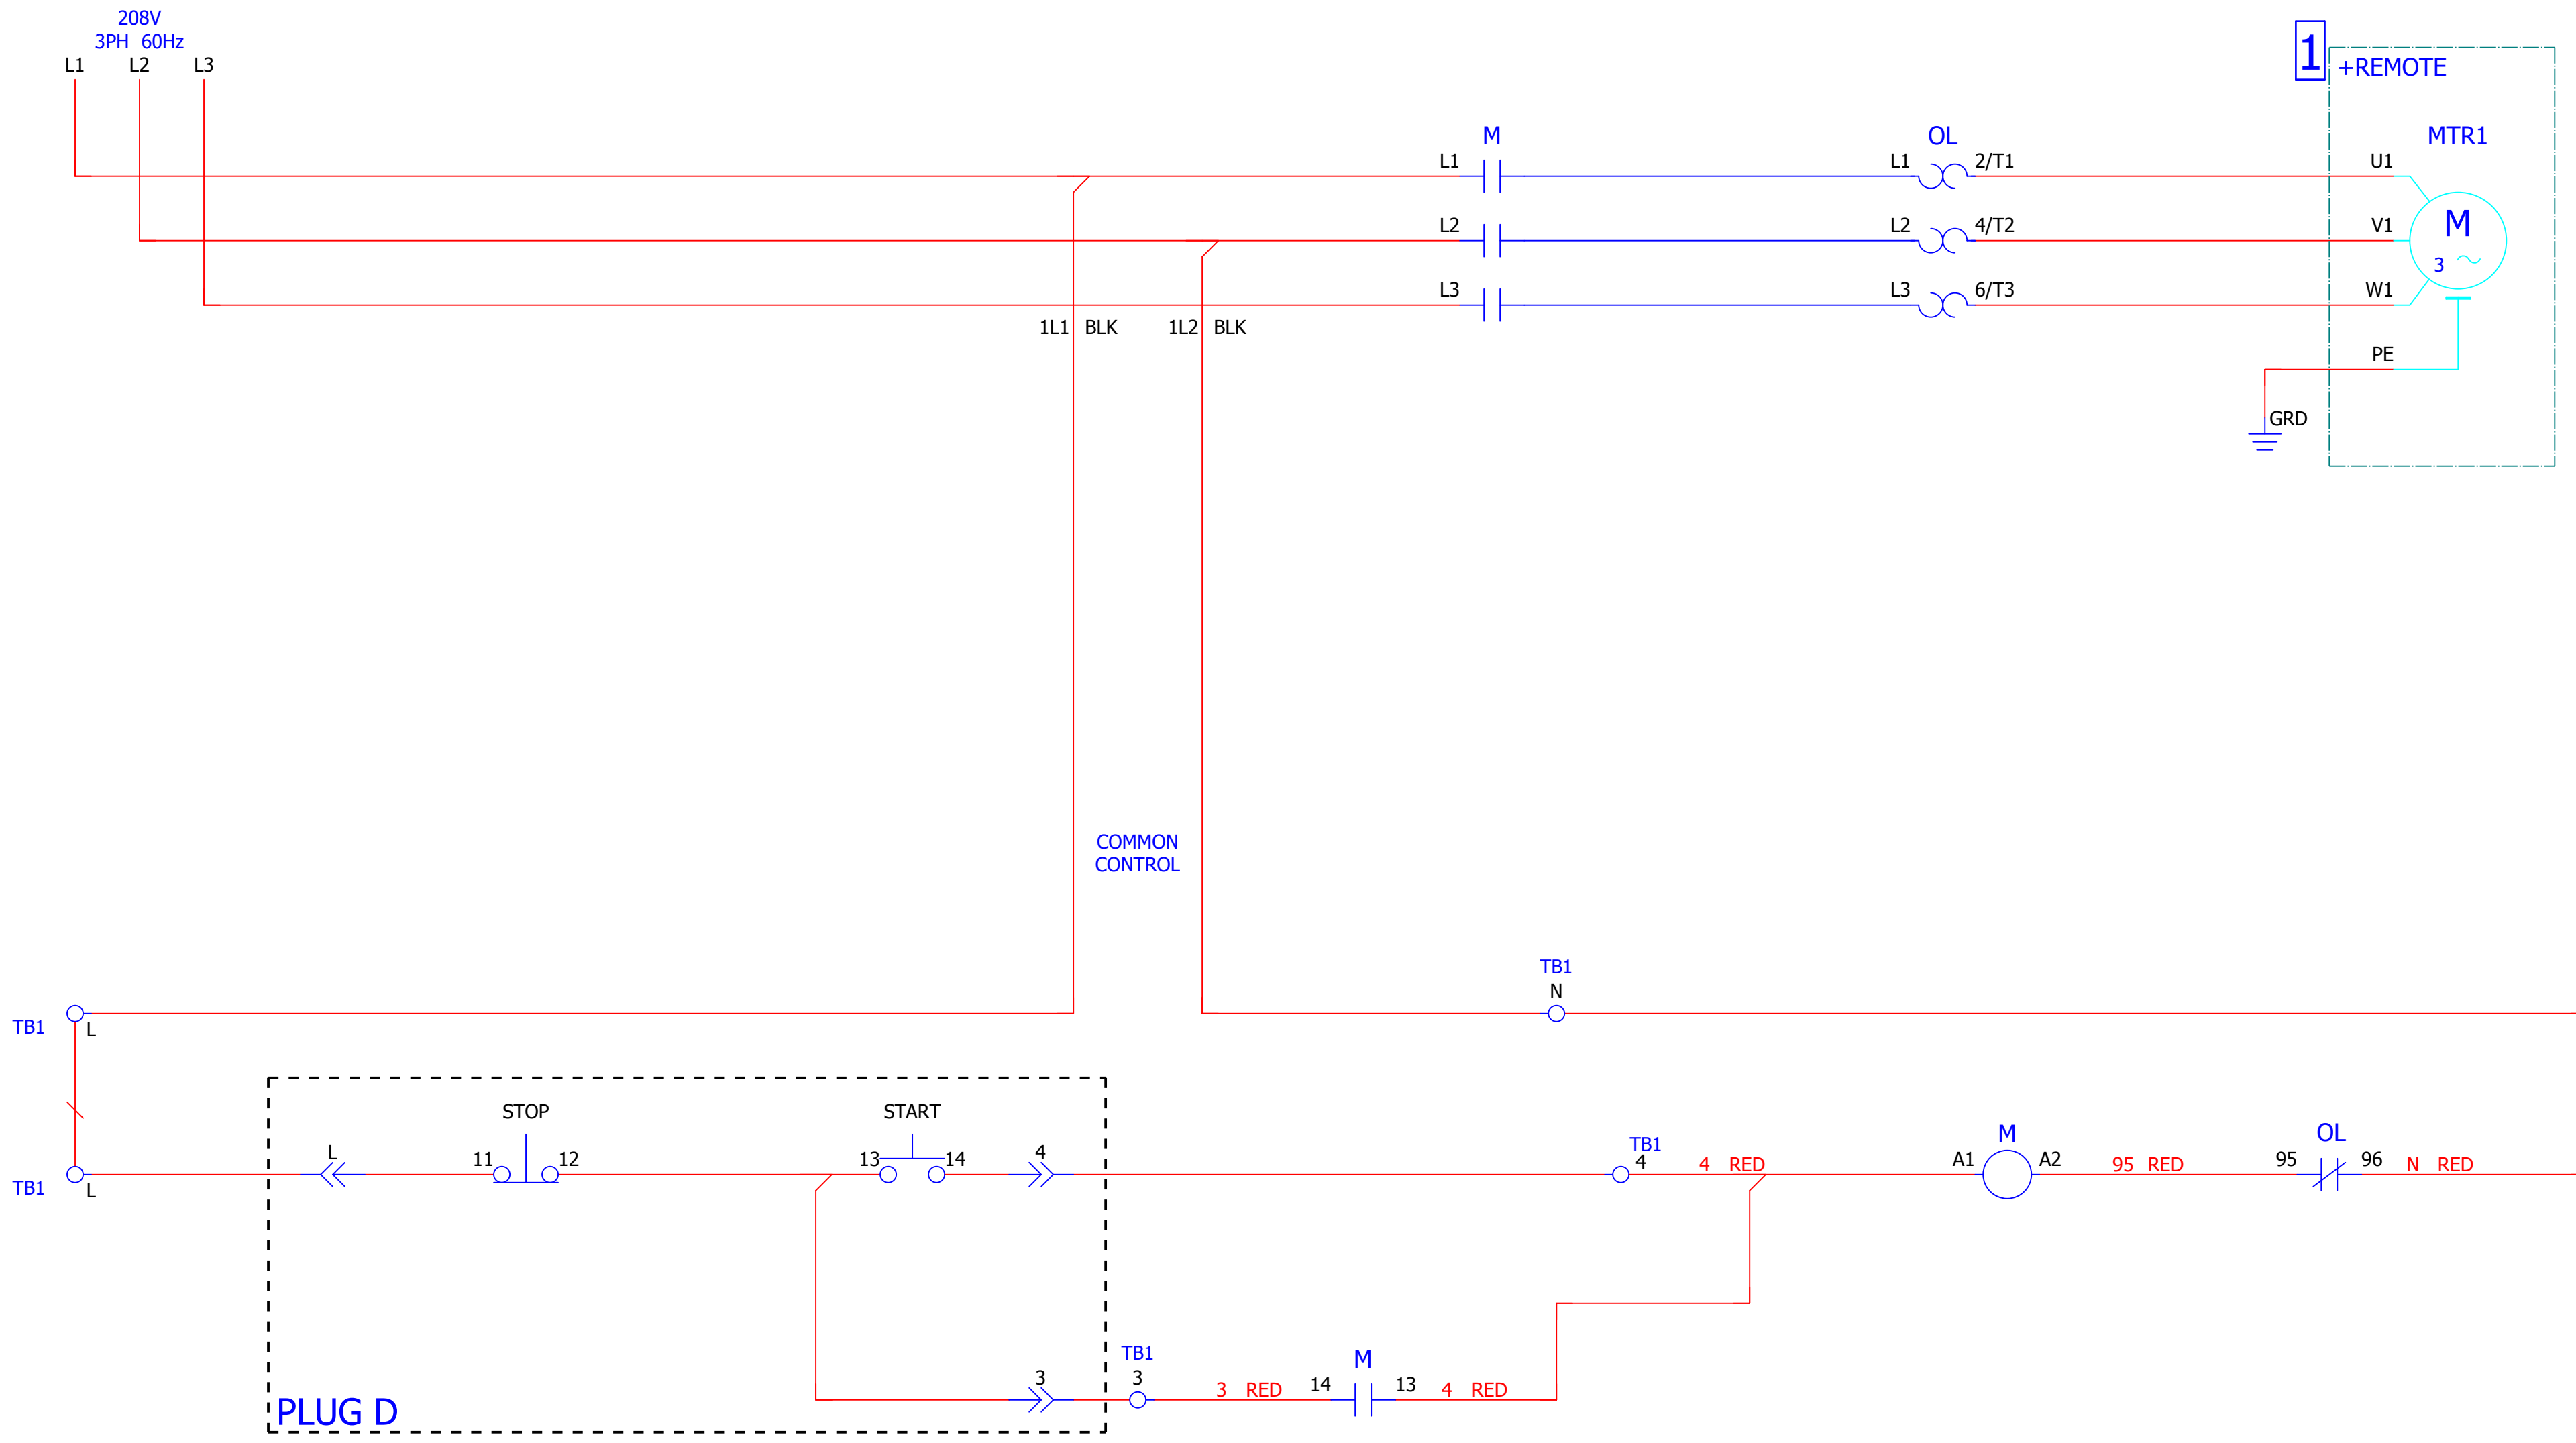 208V
3PH 60Hz
L1 L2 L3
1
+REMOTE
M OL MTR1
L1 L1 2/T1 U1
L2 L2 4/T2 V1
M
3 ~
L3 L3 6/T3 W1
1L1 BLK 1L2 BLK
PE
GRD
COMMON
CONTROL
TB1
N
TB1 L
STOP START
L 11 12 13 14 4
TB1
4 4 RED
M
A1 A2
95 RED
OL
95 96
N RED
TB1 L
TB1
3 3
3 RED
M
14 13
4 RED
PLUG D